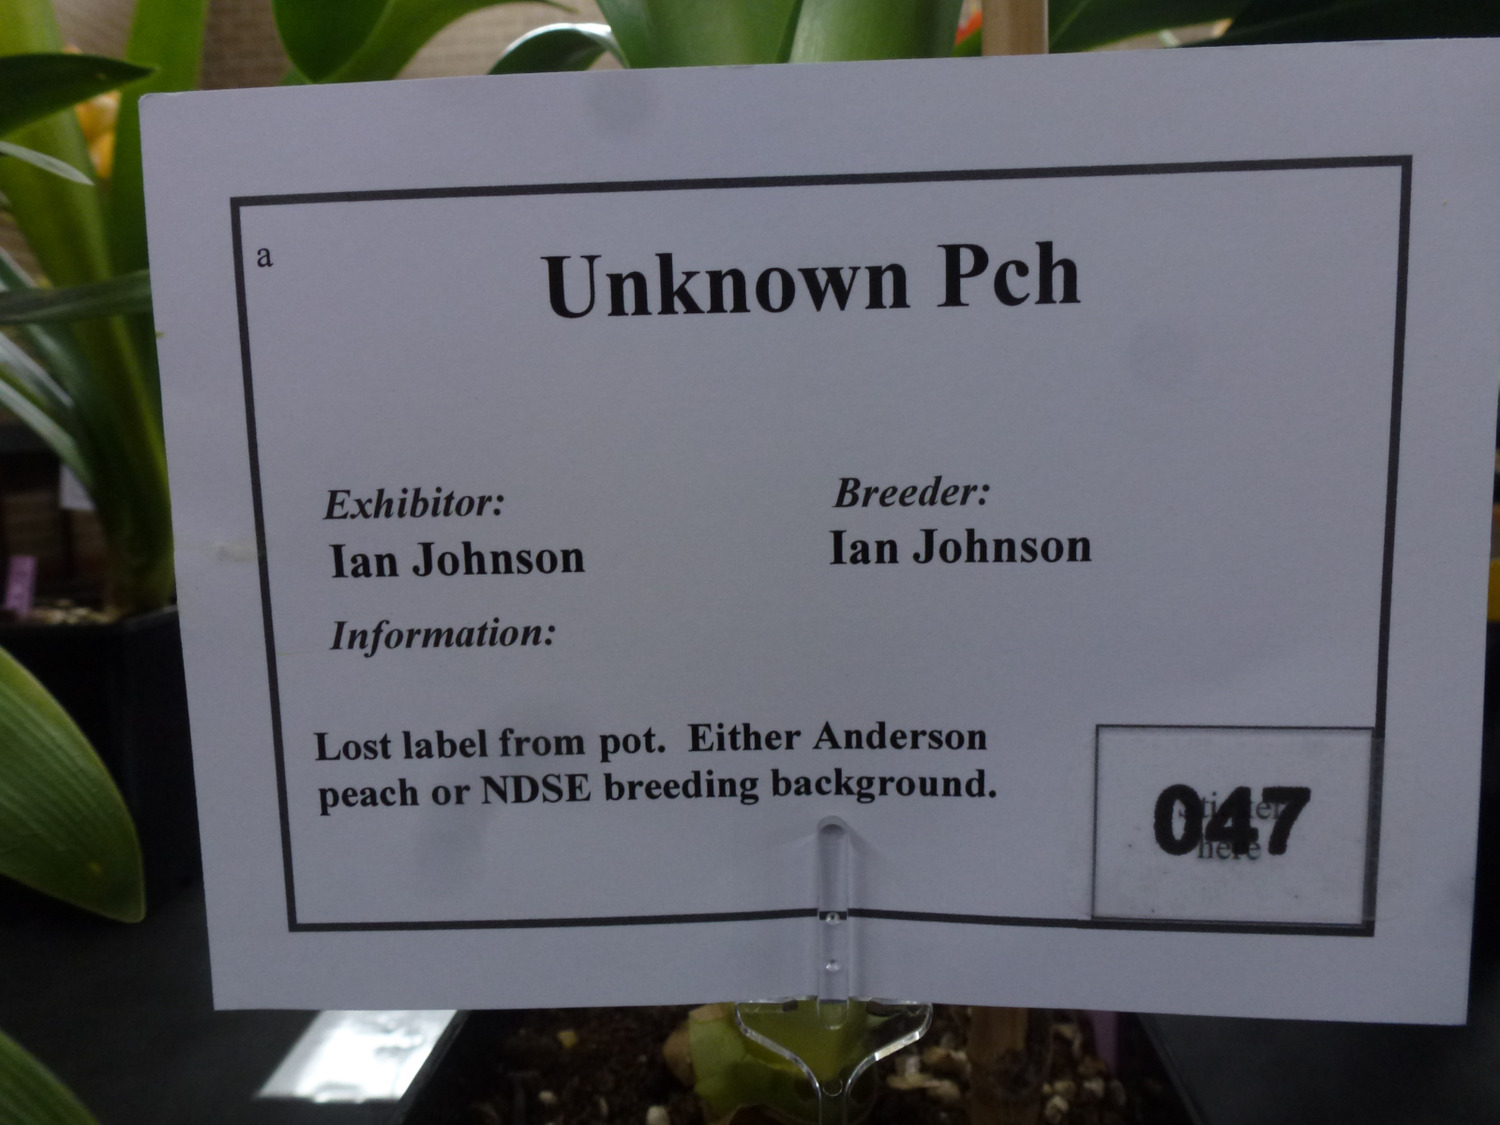 a
Unknown Pch
Exhibitor:
Ian Johnson
Breeder:
Ian Johnson
Information:
Lost label from pot.  Either Anderson
peach or NDSE breeding background.
047
here